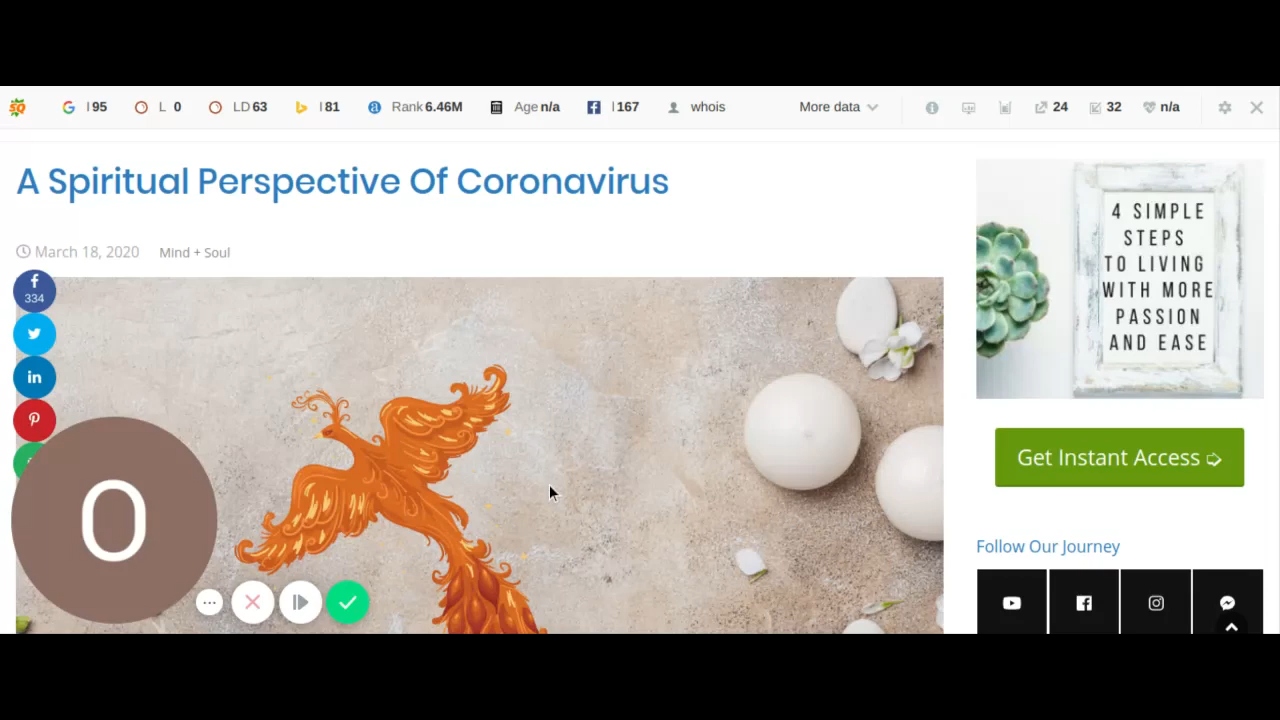 SQ I 95 L 0 LD 63 I 81 Rank 6.46M Age n/a I 167 whois More data 24 32 n/a
A Spiritual Perspective Of Coronavirus
March 18, 2020 Mind + Soul
334
in
O
4 SIMPLE
STEPS
TO LIVING
WITH MORE
PASSION
AND EASE
Get Instant Access
Follow Our Journey